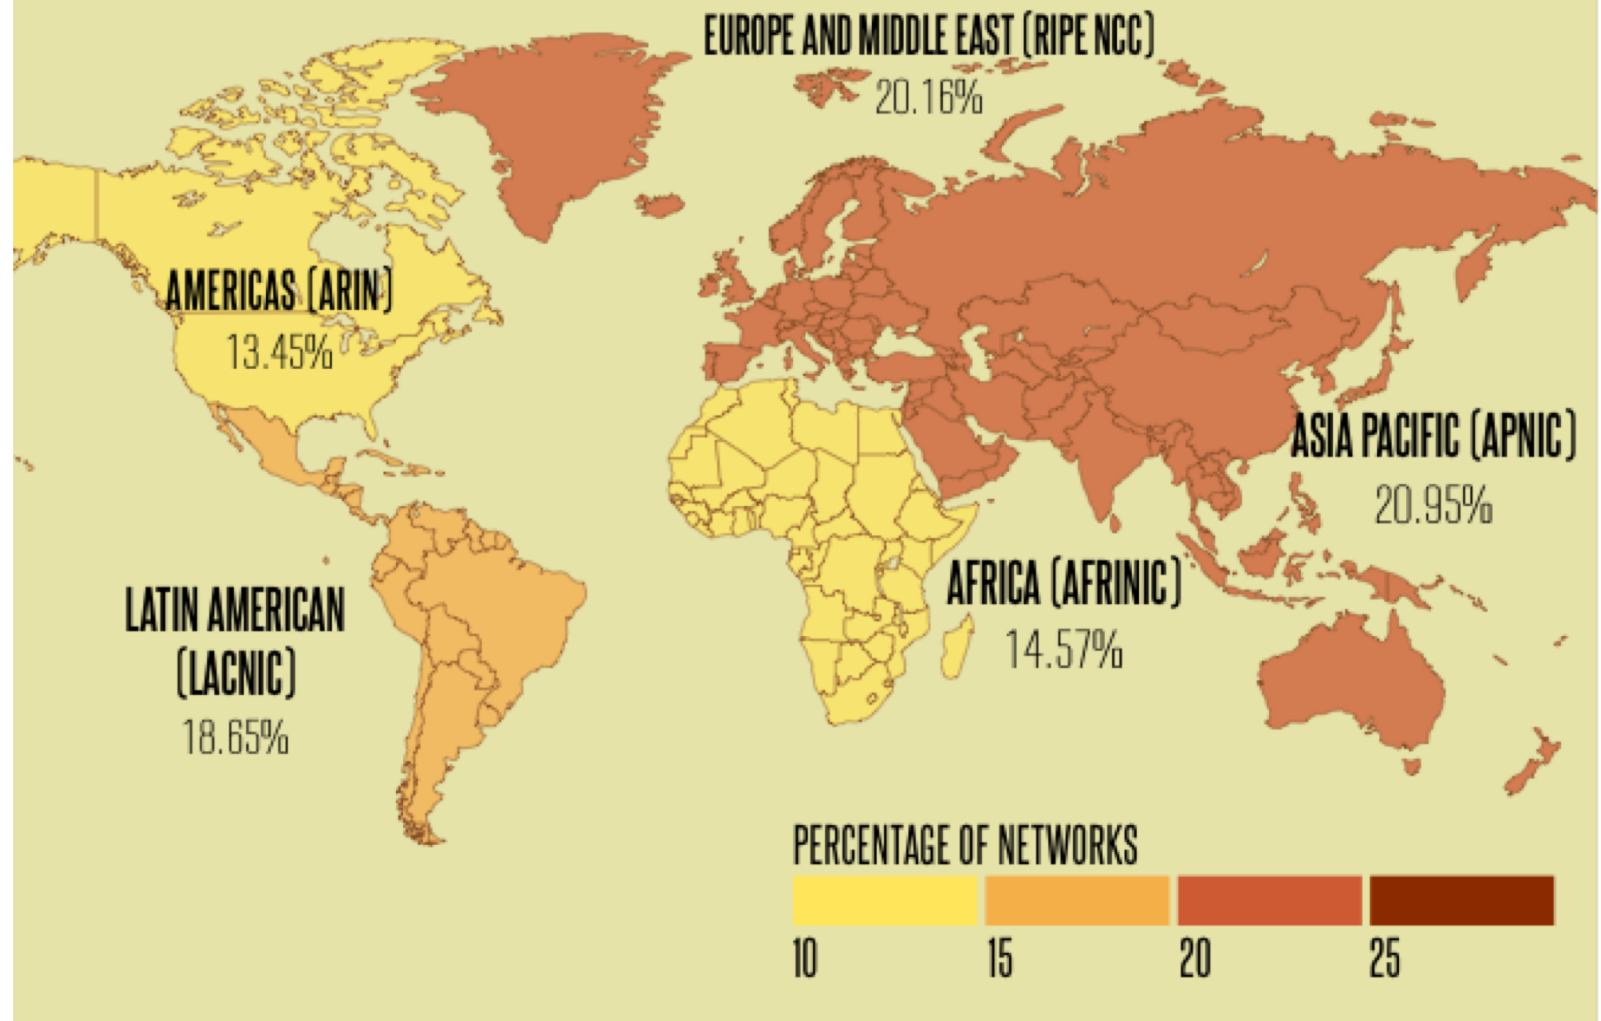 EUROPE AND MIDDLE EAST (RIPE NCC)
20.16%
AMERICAS (ARIN)
13.45%
ASIA PACIFIC (APNIC)
20.95%
AFRICA (AFRINIC)
14.57%
LATIN AMERICAN
(LACNIC)
18.65%
PERCENTAGE OF NETWORKS
10 15 20 25